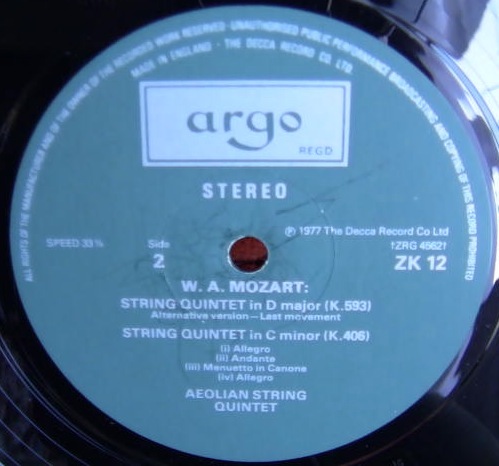 ALL RIGHTS OF THE MANUFACTURER AND OF THE OWNER OF THE RECORDED WORK RESERVED · UNAUTHORISED PUBLIC PERFORMANCE BROADCASTING AND COPYING OF THIS RECORD PROHIBITED
MADE IN ENGLAND · THE DECCA RECORD CO. LTD.
argo
REGD
STEREO
℗ 1977 The Decca Record Co Ltd
SPEED 33⅓
Side
2
†ZRG 4562†
ZK 12
W. A. MOZART:
STRING QUINTET in D major (K.593)
Alternative version—Last movement
STRING QUINTET in C minor (K.406)
(i) Allegro
(ii) Andante
(iii) Menuetto in Canone
(iv) Allegro
AEOLIAN STRING
QUINTET